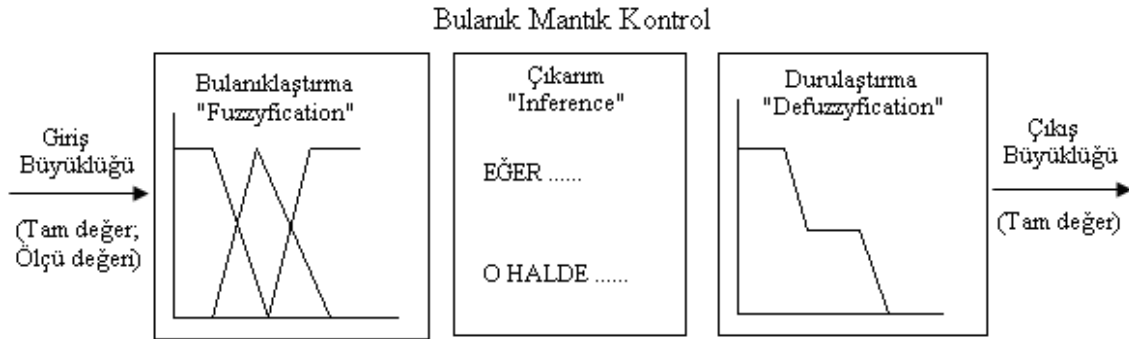 Bulanık Mantık Kontrol
Giriş
Büyüklüğü
(Tam değer;
Ölçü değeri)
Bulanıklaştırma
"Fuzzyfication"
Çıkarım
"Inference"
EĞER ......
O HALDE ......
Durulaştırma
"Defuzzyfication"
Çıkış
Büyüklüğü
(Tam değer)